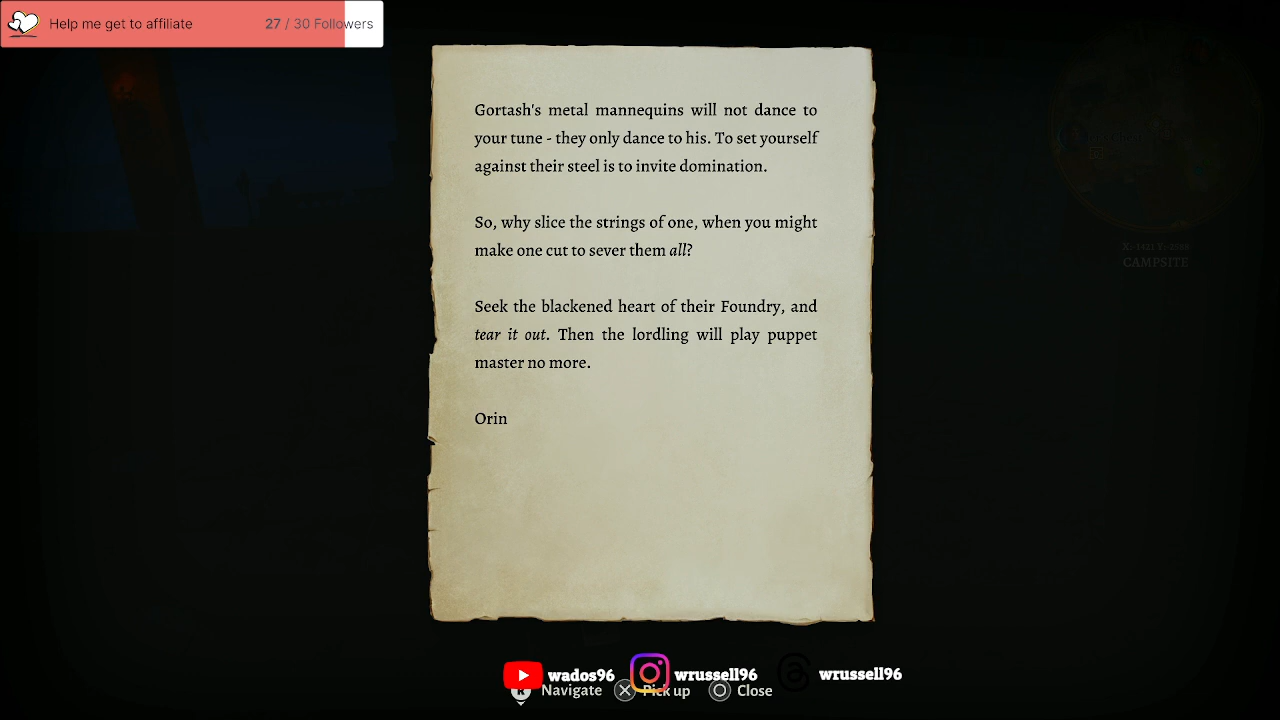 Help me get to affiliate 27 / 30 Followers
Gortash's metal mannequins will not dance to
your tune - they only dance to his. To set yourself
against their steel is to invite domination.
So, why slice the strings of one, when you might
make one cut to sever them all?
Seek the blackened heart of their Foundry, and
tear it out. Then the lordling will play puppet
master no more.
Orin
CAMPSITE
wados96 wrussell96 wrussell96
R Navigate Pick up Close